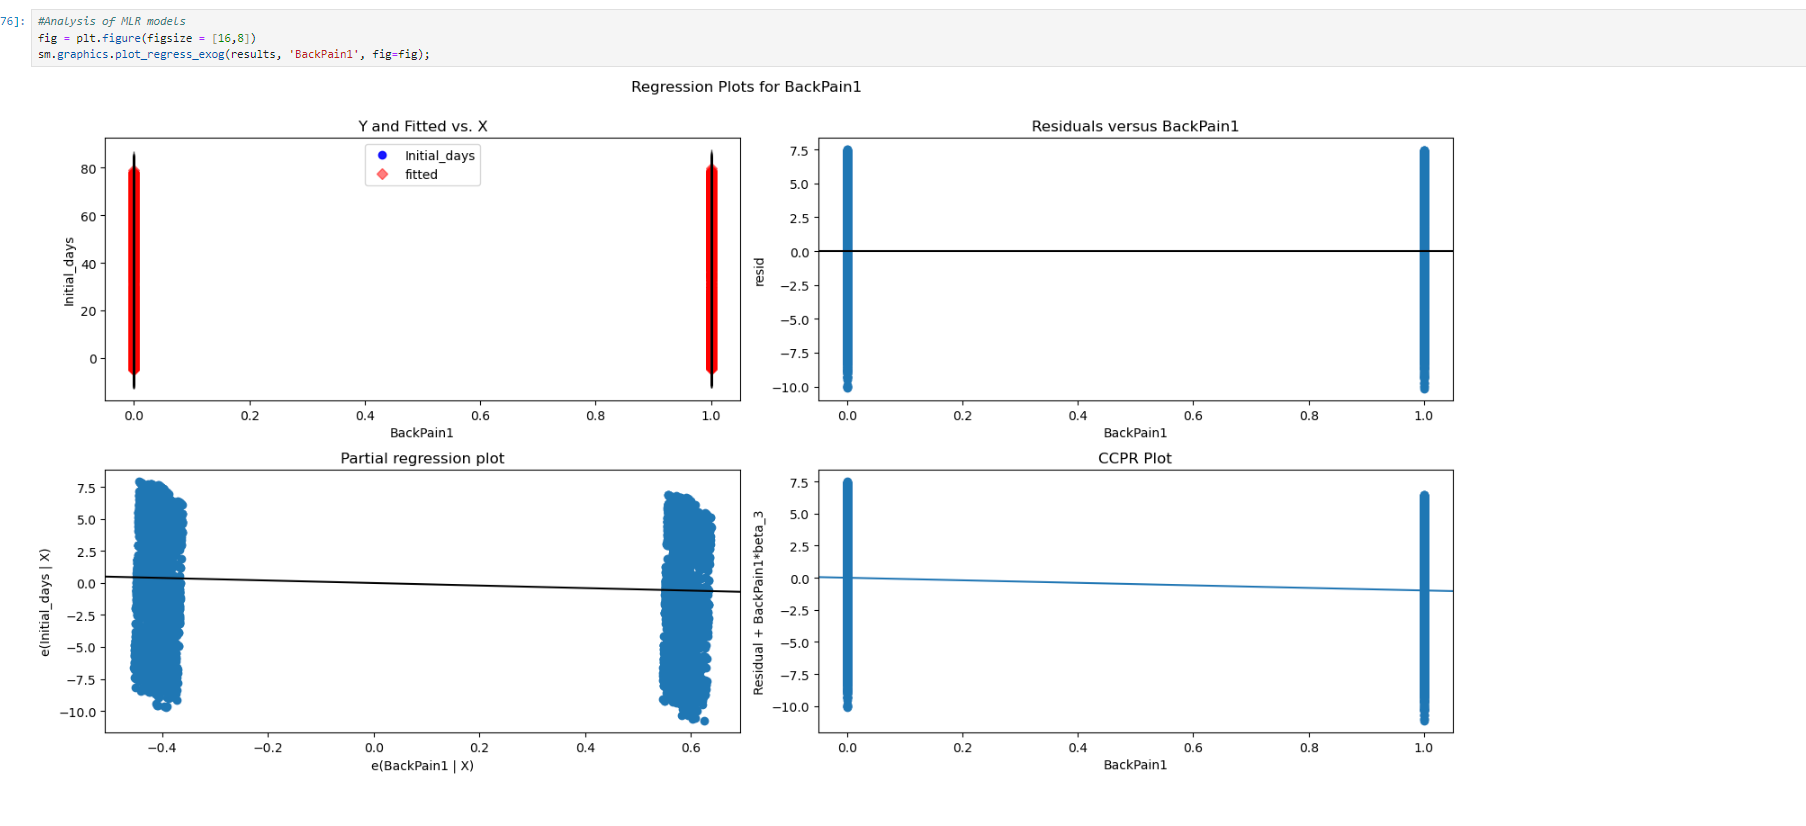 76]:
#Analysis of MLR models
fig = plt.figure(figsize = [16,8])
sm.graphics.plot_regress_exog(results, 'BackPain1', fig=fig);
Regression Plots for BackPain1
Y and Fitted vs. X
Initial_days
fitted
80
60
40
20
0
Initial_days
0.0 0.2 0.4 0.6 0.8 1.0
BackPain1
Residuals versus BackPain1
7.5
5.0
2.5
0.0
−2.5
−5.0
−7.5
−10.0
resid
0.0 0.2 0.4 0.6 0.8 1.0
BackPain1
Partial regression plot
7.5
5.0
2.5
0.0
−2.5
−5.0
−7.5
−10.0
e(Initial_days | X)
−0.4 −0.2 0.0 0.2 0.4 0.6
e(BackPain1 | X)
CCPR Plot
7.5
5.0
2.5
0.0
−2.5
−5.0
−7.5
−10.0
Residual + BackPain1*beta_3
0.0 0.2 0.4 0.6 0.8 1.0
BackPain1